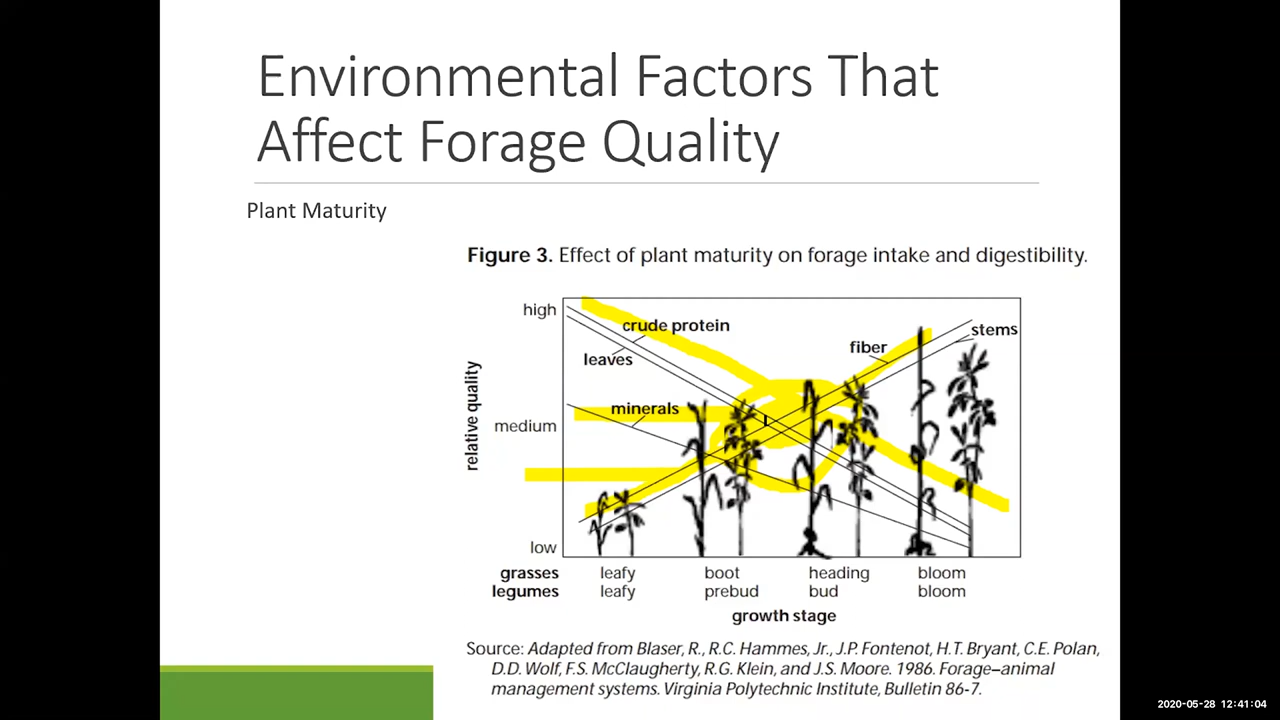 Environmental Factors That
Affect Forage Quality
Plant Maturity
Figure 3. Effect of plant maturity on forage intake and digestibility.
high
crude protein
stems
fiber
leaves
minerals
medium
relative quality
low
grasses leafy boot heading bloom
legumes leafy prebud bud bloom
growth stage
Source: Adapted from Blaser, R., R.C. Hammes, Jr., J.P. Fontenot, H.T. Bryant, C.E. Polan,
D.D. Wolf, F.S. McClaugherty, R.G. Klein, and J.S. Moore. 1986. Forage–animal
management systems. Virginia Polytechnic Institute, Bulletin 86-7.
2020-05-28 12:41:04